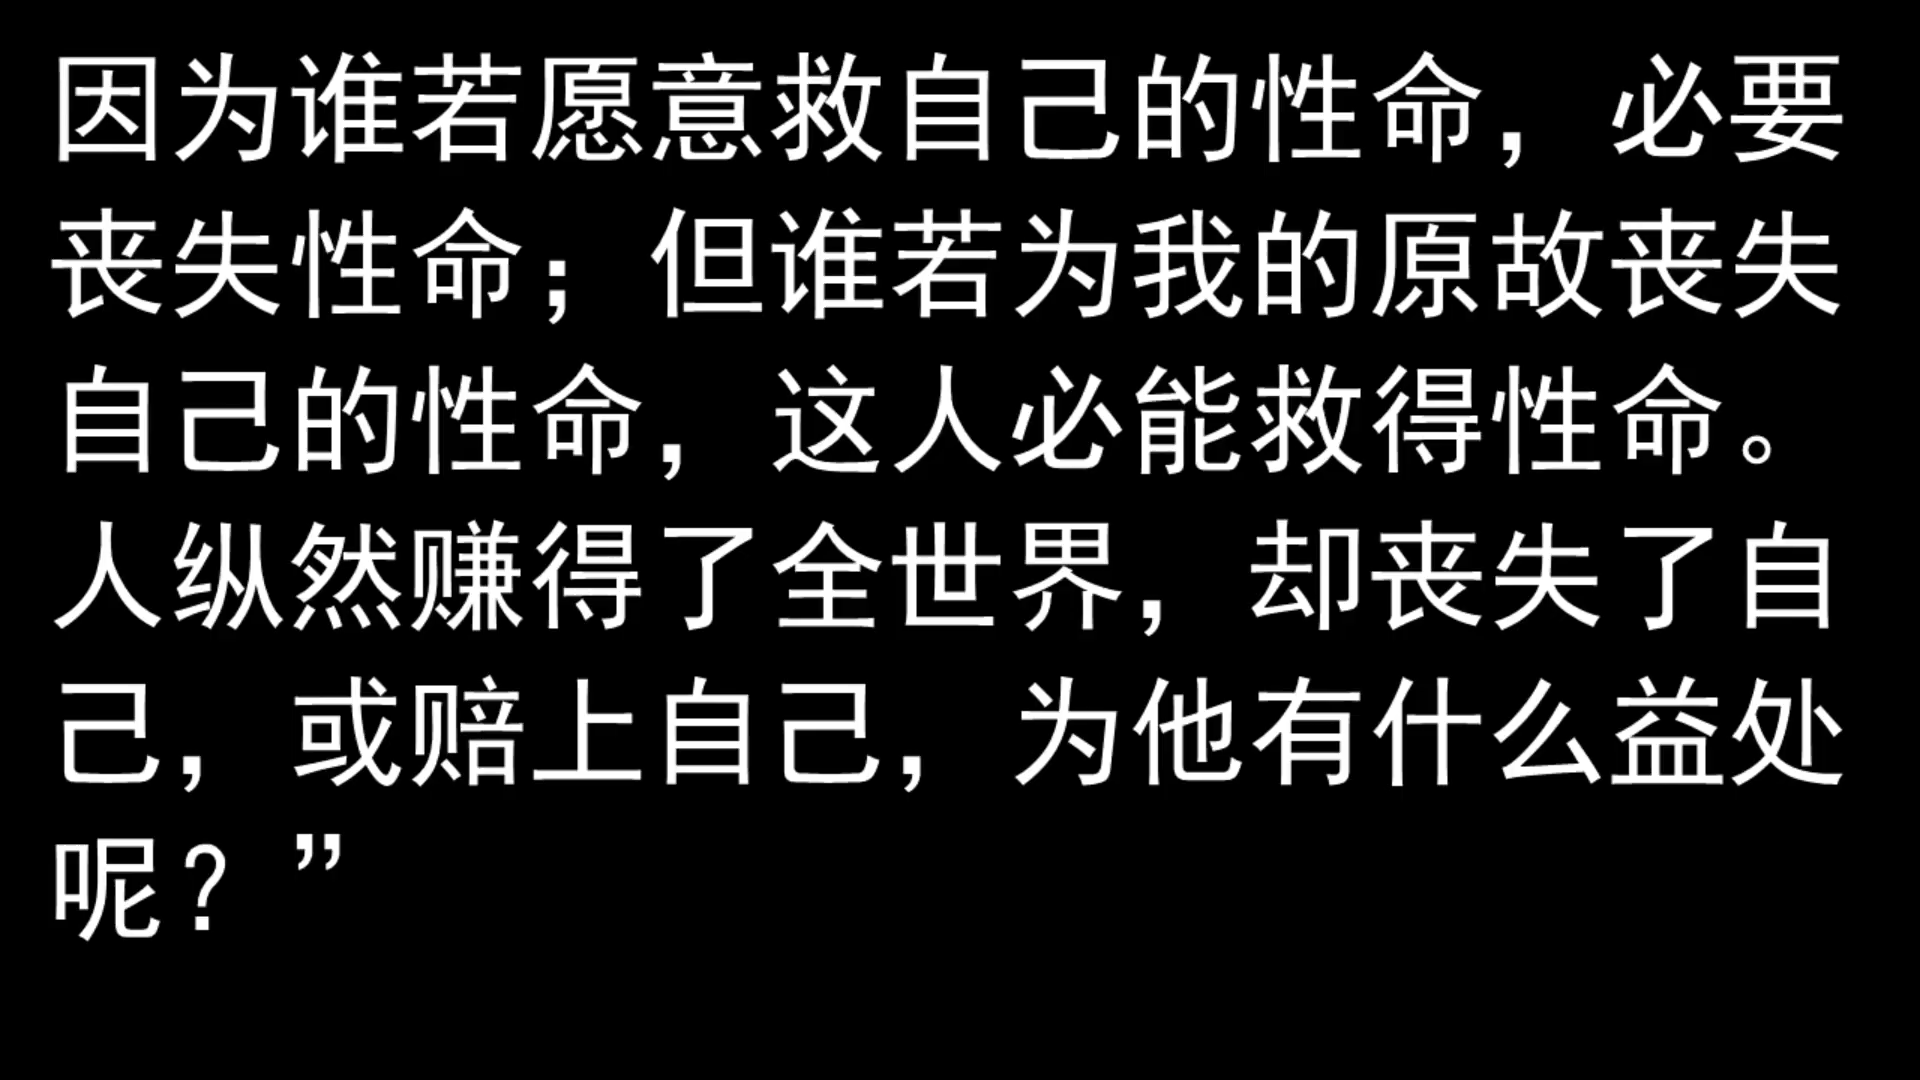 因为谁若愿意救自己的性命，必要
丧失性命；但谁若为我的原故丧失
自己的性命，这人必能救得性命。
人纵然赚得了全世界，却丧失了自
己，或赔上自己，为他有什么益处
呢？”